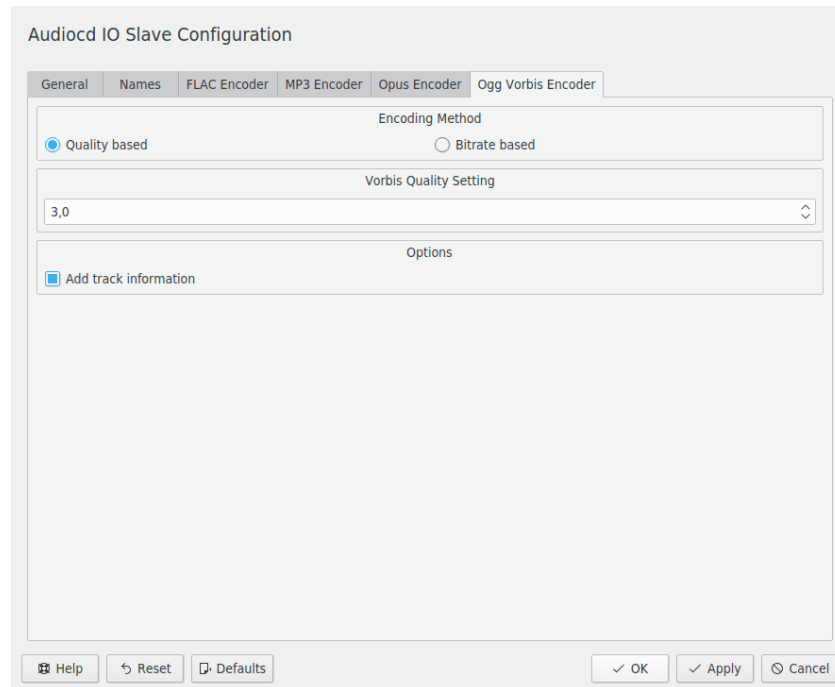 Audiocd IO Slave Configuration
General Names FLAC Encoder MP3 Encoder Opus Encoder Ogg Vorbis Encoder
Encoding Method
Quality based Bitrate based
Vorbis Quality Setting
3,0
Options
Add track information
Help Reset Defaults OK Apply Cancel